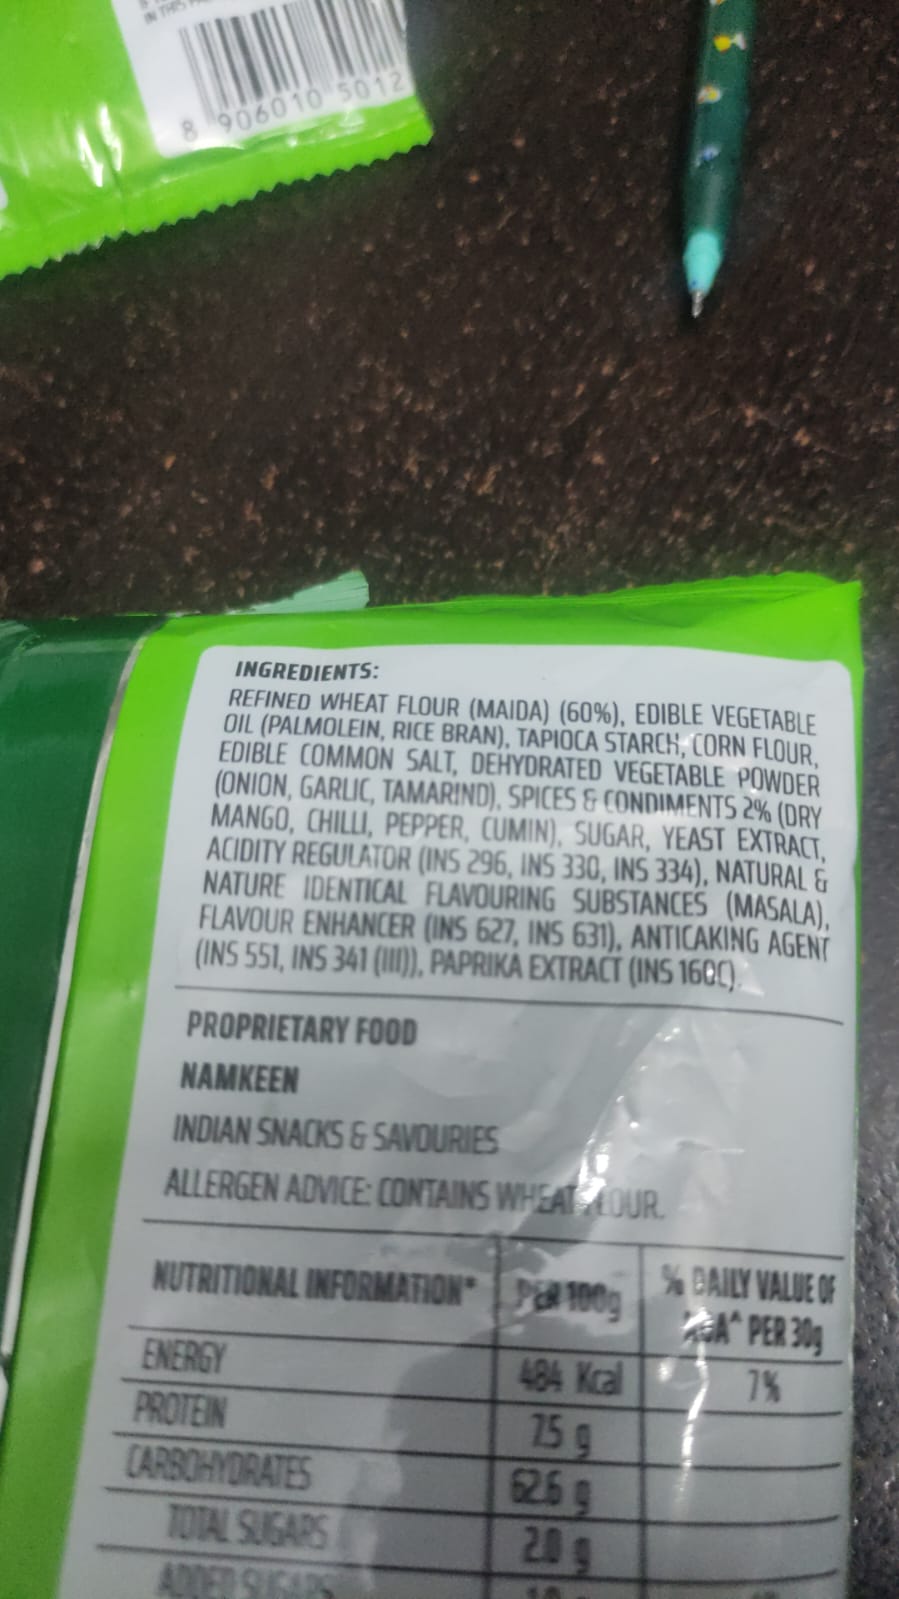 8 906010 5012
INGREDIENTS:
REFINED WHEAT FLOUR (MAIDA) (60%), EDIBLE VEGETABLE
OIL (PALMOLEIN, RICE BRAN), TAPIOCA STARCH, CORN FLOUR,
EDIBLE COMMON SALT, DEHYDRATED VEGETABLE POWDER
(ONION, GARLIC, TAMARIND), SPICES & CONDIMENTS 2% (DRY
MANGO, CHILLI, PEPPER, CUMIN), SUGAR, YEAST EXTRACT,
ACIDITY REGULATOR (INS 296, INS 330, INS 334), NATURAL &
NATURE IDENTICAL FLAVOURING SUBSTANCES (MASALA),
FLAVOUR ENHANCER (INS 627, INS 631), ANTICAKING AGENT
(INS 551, INS 341 (III)), PAPRIKA EXTRACT (INS 160C).
PROPRIETARY FOOD
NAMKEEN
INDIAN SNACKS & SAVOURIES
ALLERGEN ADVICE: CONTAINS WHEAT FLOUR.
NUTRITIONAL INFORMATION* PER 100g % DAILY VALUE OF
PER 30g
ENERGY 484 Kcal 7%
PROTEIN 7.5 g
CARBOHYDRATES 62.6 g
TOTAL SUGARS 2.0 g
ADDED SUGARS